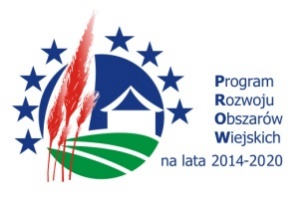 Program
Rozwoju
Obszarów
Wiejskich
na lata 2014-2020